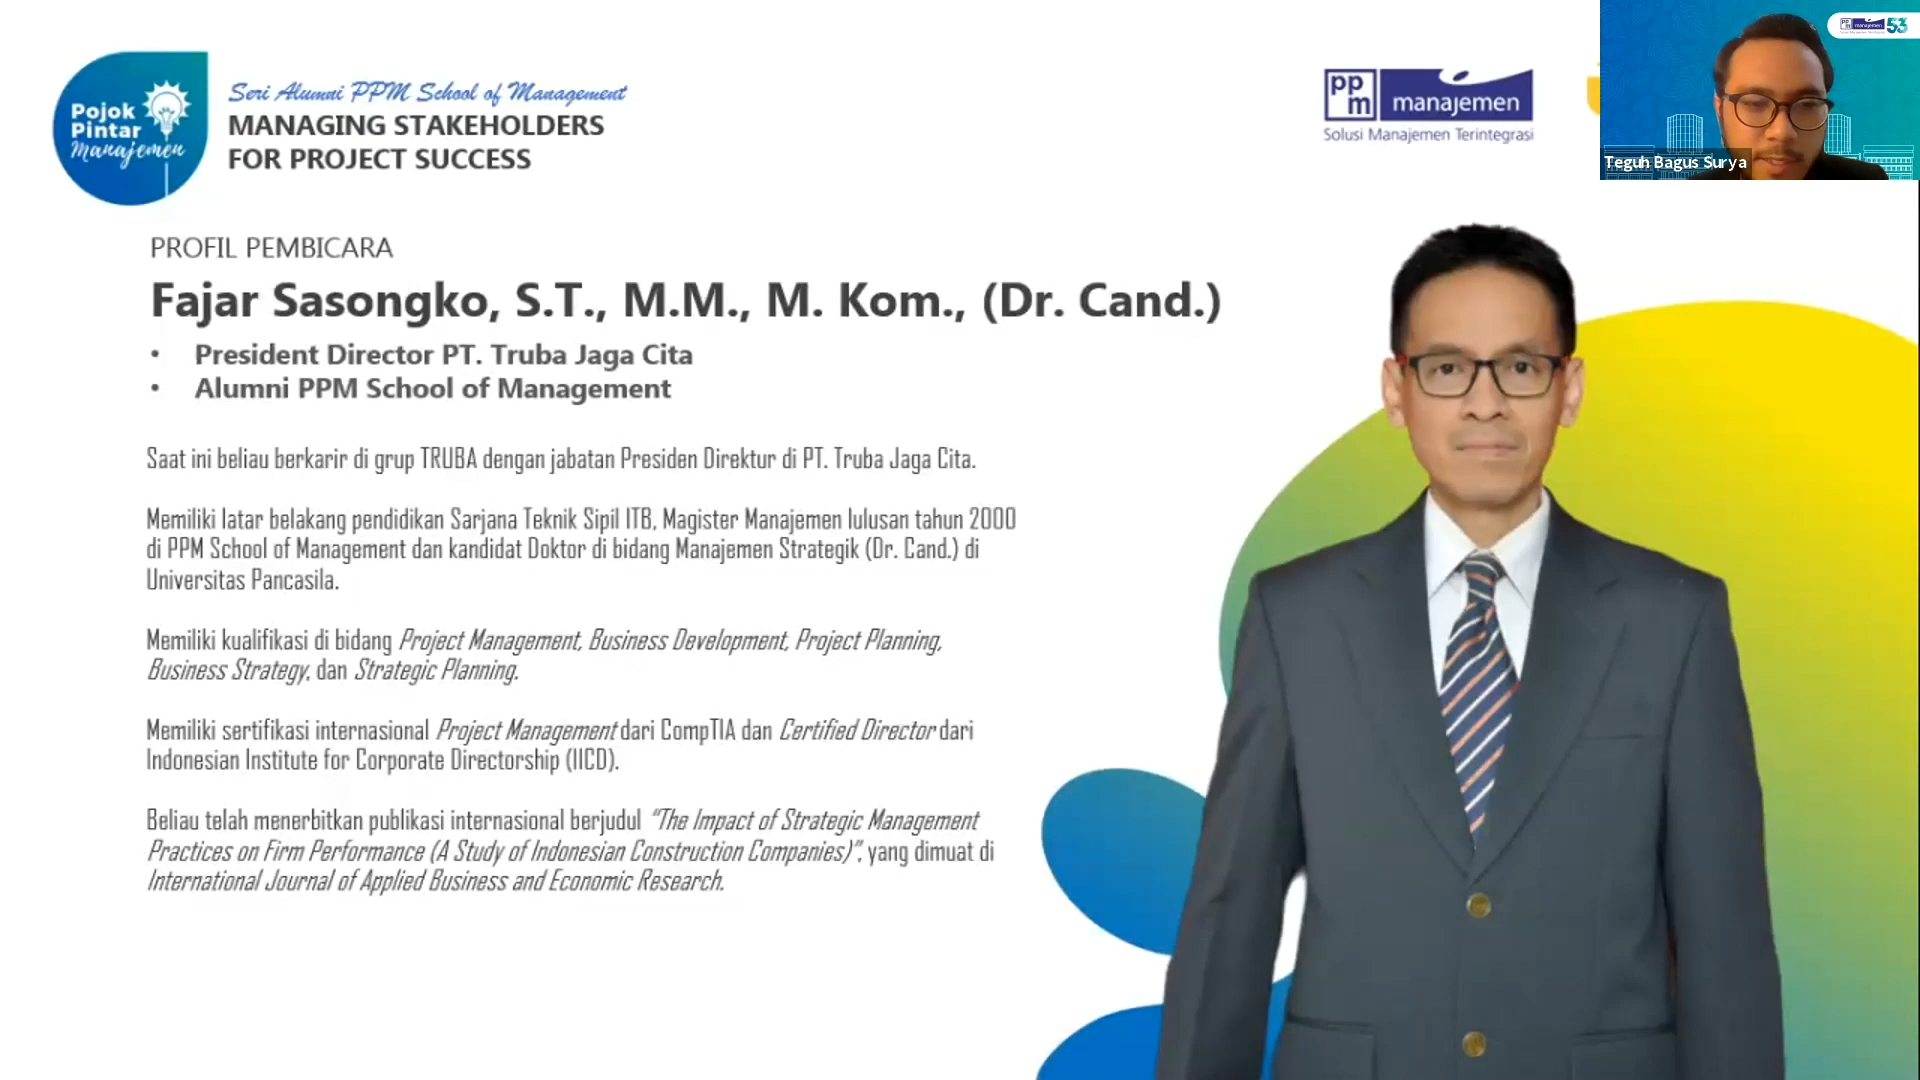 Pojok
Pintar
Manajemen
Seri Alumni PPM School of Management
MANAGING STAKEHOLDERS
FOR PROJECT SUCCESS
ppm manajemen
Solusi Manajemen Terintegrasi
ppm manajemen 53
Teguh Bagus Surya
PROFIL PEMBICARA
Fajar Sasongko, S.T., M.M., M. Kom., (Dr. Cand.)
• President Director PT. Truba Jaga Cita
• Alumni PPM School of Management
Saat ini beliau berkarir di grup TRUBA dengan jabatan Presiden Direktur di PT. Truba Jaga Cita.
Memiliki latar belakang pendidikan Sarjana Teknik Sipil ITB, Magister Manajemen lulusan tahun 2000
di PPM School of Management dan kandidat Doktor di bidang Manajemen Strategik (Dr. Cand.) di
Universitas Pancasila.
Memiliki kualifikasi di bidang Project Management, Business Development, Project Planning,
Business Strategy, dan Strategic Planning.
Memiliki sertifikasi internasional Project Management dari CompTIA dan Certified Director dari
Indonesian Institute for Corporate Directorship (IICD).
Beliau telah menerbitkan publikasi internasional berjudul "The Impact of Strategic Management
Practices on Firm Performance (A Study of Indonesian Construction Companies)", yang dimuat di
International Journal of Applied Business and Economic Research.